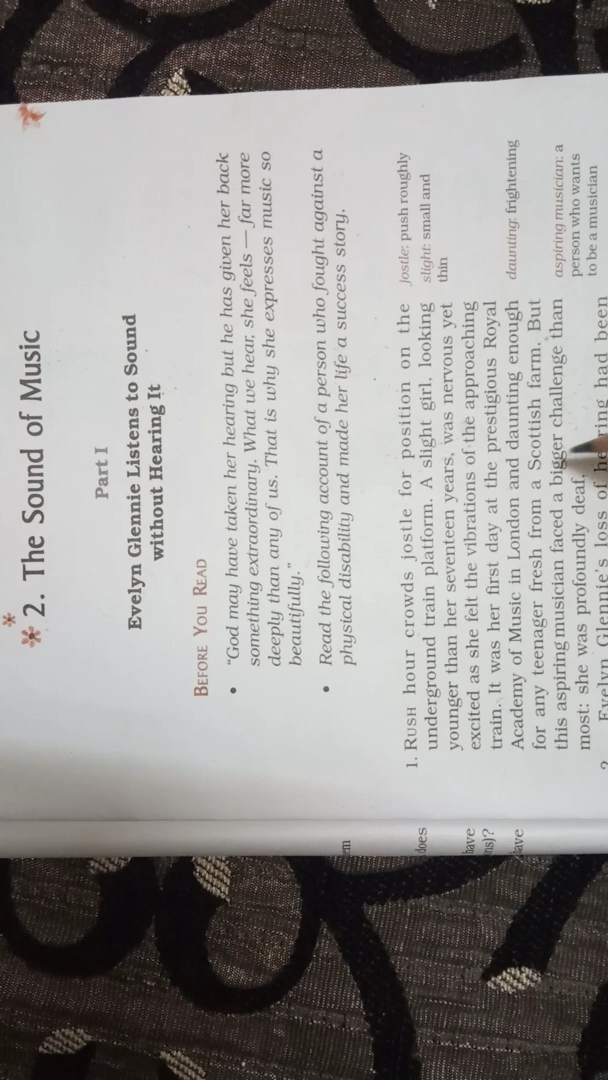 2. The Sound of Music
Part I
Evelyn Glennie Listens to Sound
without Hearing It
BEFORE YOU READ
• "God may have taken her hearing but he has given her back
something extraordinary. What we hear, she feels — far more
deeply than any of us. That is why she expresses music so
beautifully."
• Read the following account of a person who fought against a
physical disability and made her life a success story.
1. RUSH hour crowds jostle for position on the
underground train platform. A slight girl, looking
younger than her seventeen years, was nervous yet
excited as she felt the vibrations of the approaching
train. It was her first day at the prestigious Royal
Academy of Music in London and daunting enough
for any teenager fresh from a Scottish farm. But
this aspiring musician faced a bigger challenge than
most: she was profoundly deaf.
2. Evelyn Glennie's loss of had been
jostle: push roughly
slight: small and
thin
daunting: frightening
aspiring musician: a
person who wants
to be a musician
does
have
have